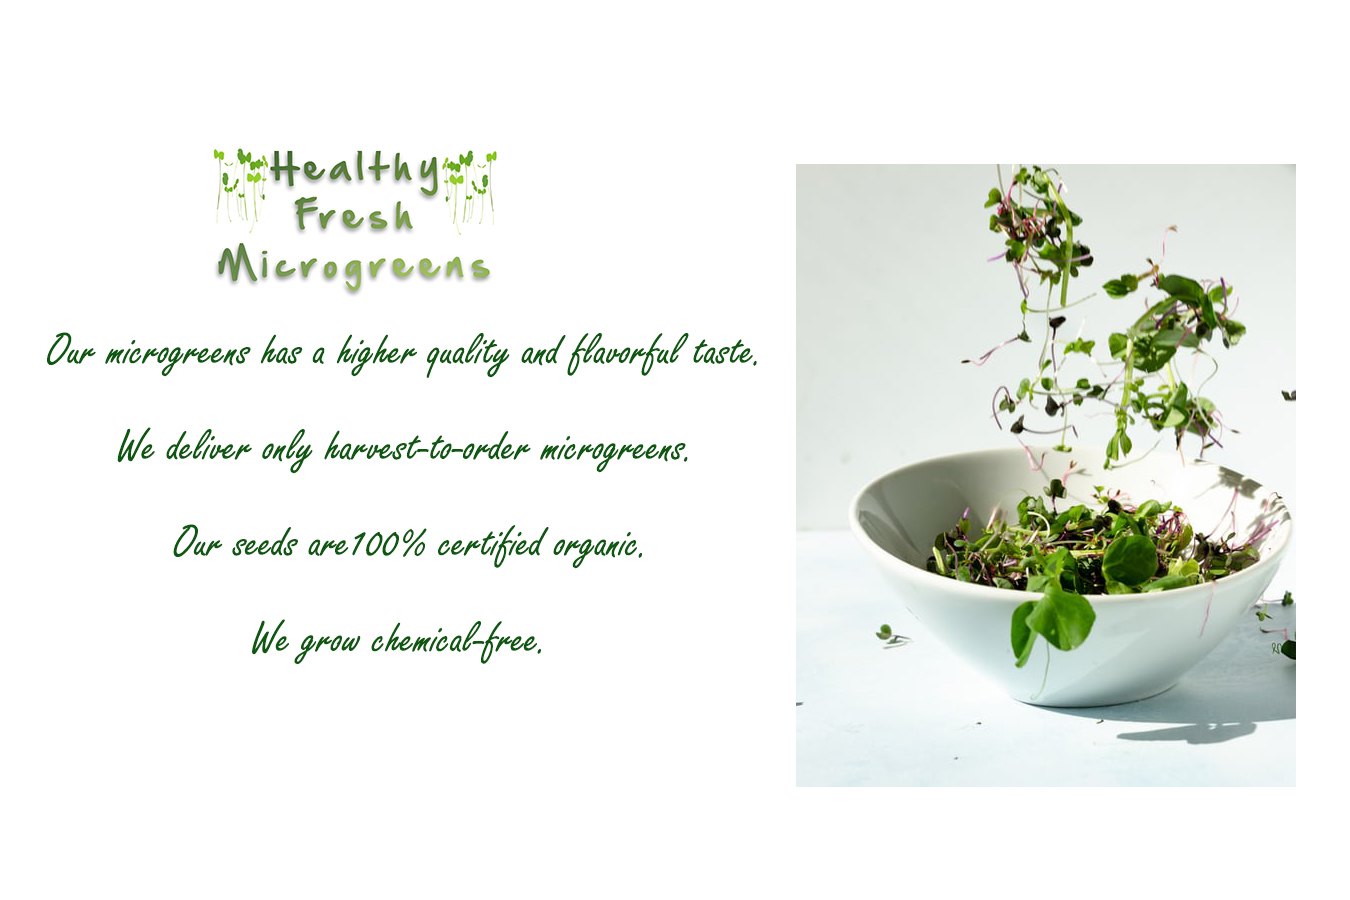 Healthy
Fresh
Microgreens
Our microgreens has a higher quality and flavorful taste.
We deliver only harvest-to-order microgreens.
Our seeds are100% certified organic.
We grow chemical-free.